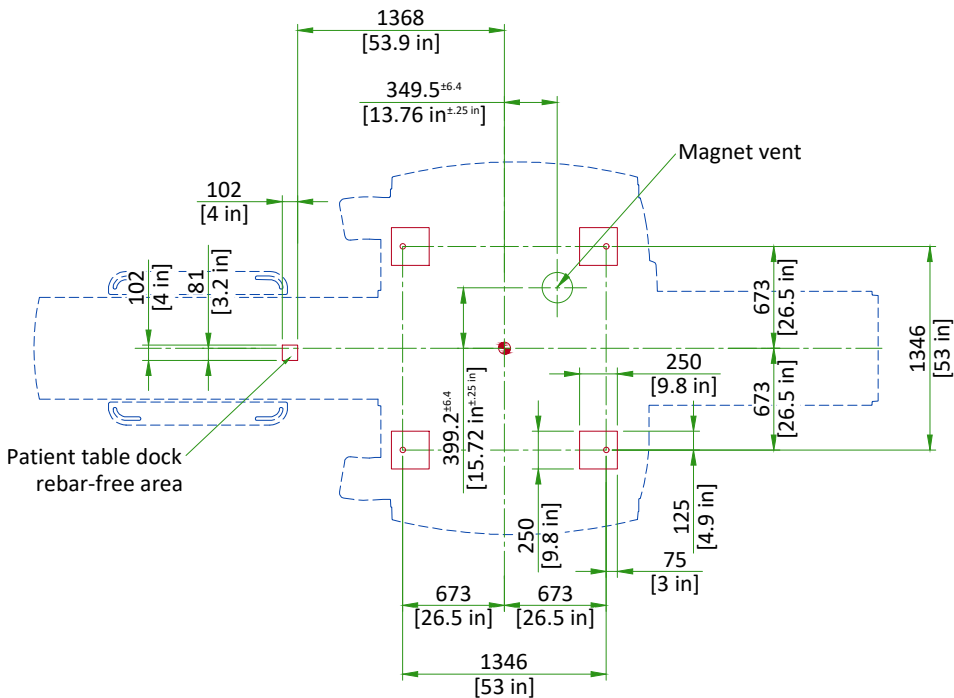 1368
[53.9 in]
349.5±6.4
[13.76 in±.25 in]
Magnet vent
102
[4 in]
102
[4 in]
81
[3.2 in]
673
[26.5 in]
1346
[53 in]
250
[9.8 in]
673
[26.5 in]
399.2±6.4
[15.72 in±.25 in]
Patient table dock
rebar-free area
250
[9.8 in]
125
[4.9 in]
75
[3 in]
673
[26.5 in]
673
[26.5 in]
1346
[53 in]